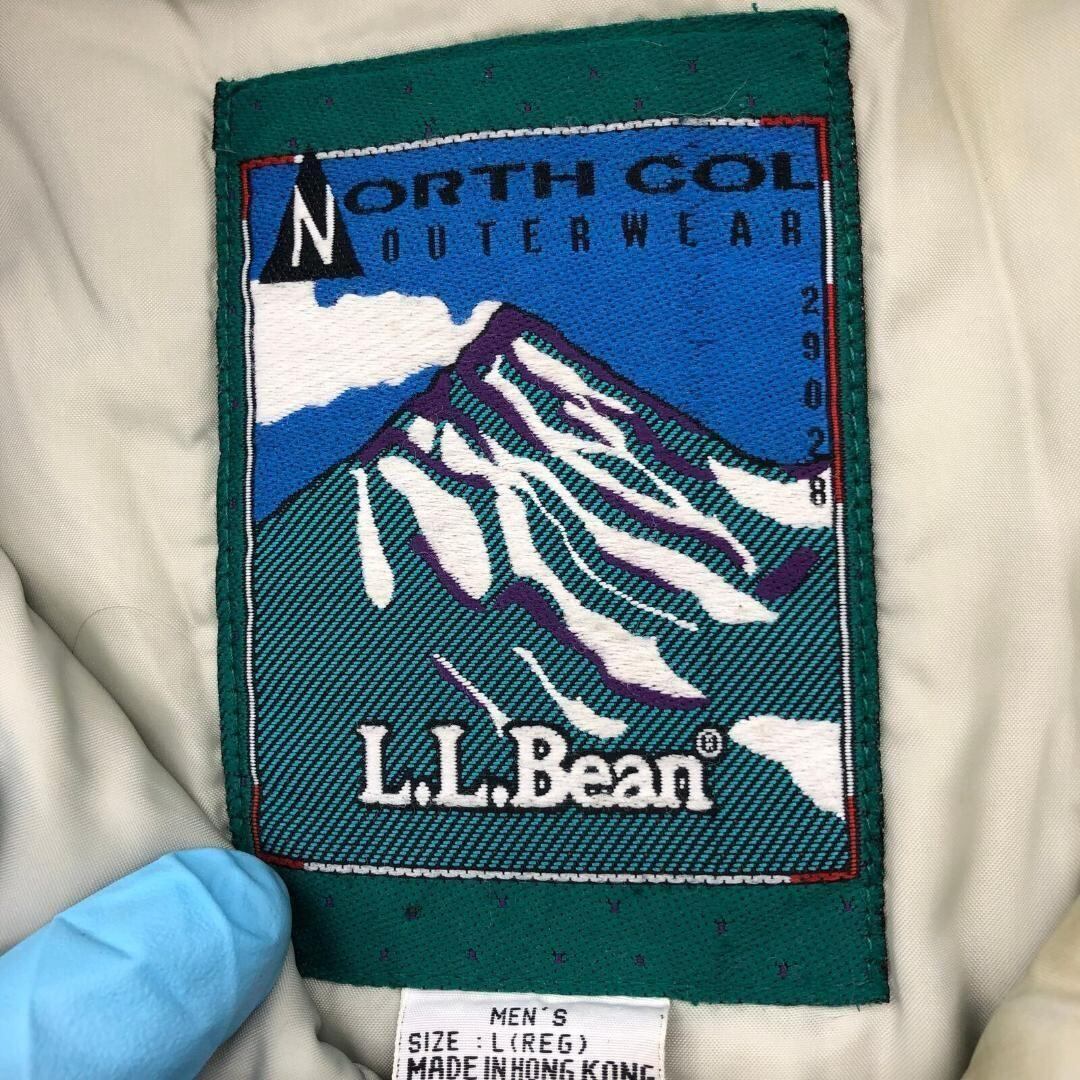 NORTH COL
OUTERWEAR
29028
L.L.Bean®
MEN'S
SIZE : L(REG)
MADE IN HONG KONG